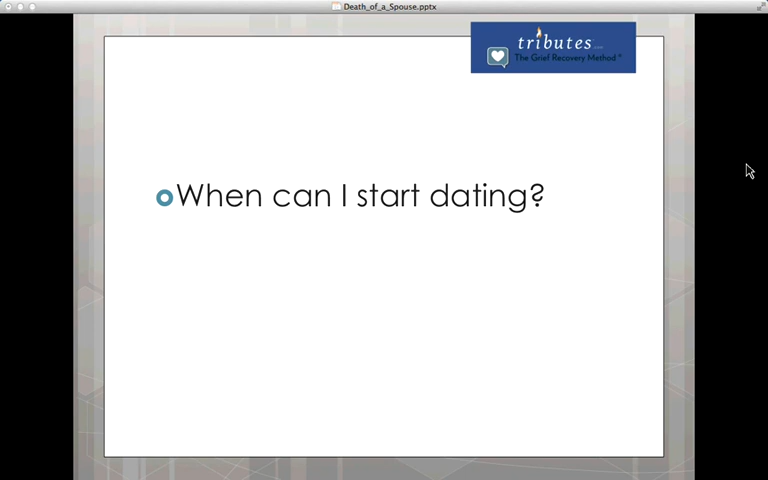 Death_of_a_Spouse.pptx
tributes.com
The Grief Recovery Method®
When can I start dating?